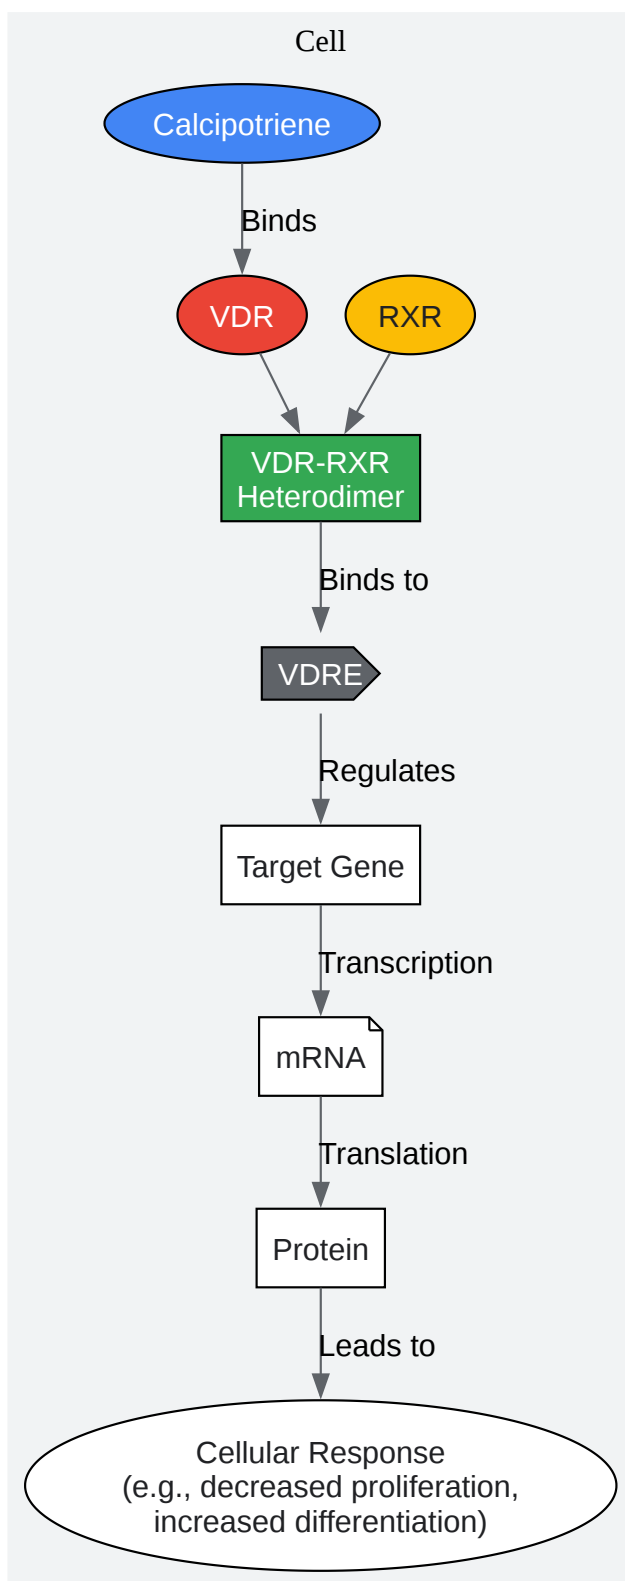 Cell
Calcipotriene
Binds
VDR
RXR
VDR-RXR
Heterodimer
Binds to
VDRE
Regulates
Target Gene
Transcription
mRNA
Translation
Protein
Leads to
Cellular Response
(e.g., decreased proliferation,
increased differentiation)